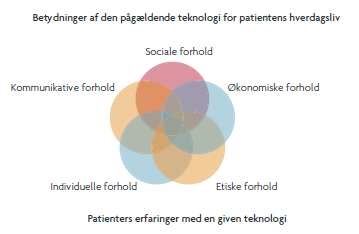 Betydninger af den pågældende teknologi for patientens hverdagsliv
Sociale forhold
Kommunikative forhold
Økonomiske forhold
Individuelle forhold
Etiske forhold
Patienters erfaringer med en given teknologi